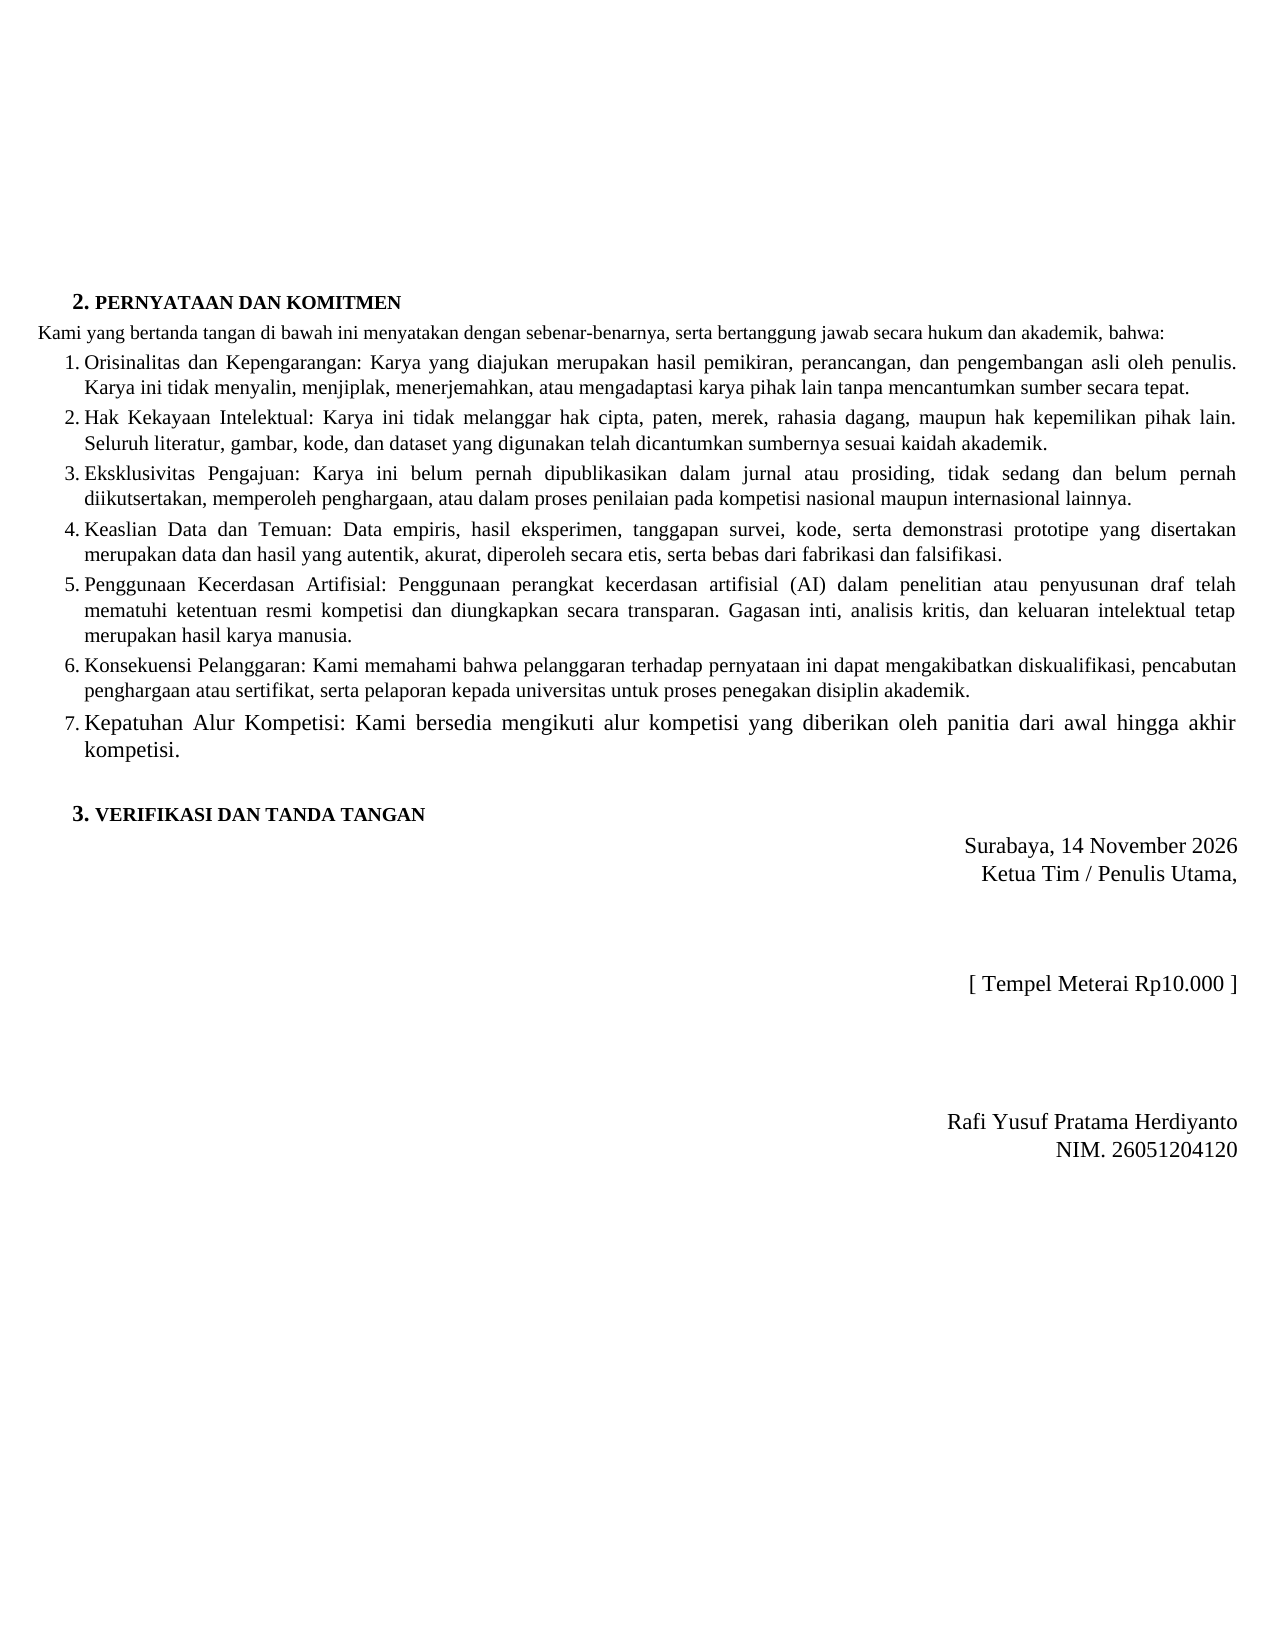 2. PERNYATAAN DAN KOMITMEN
Kami yang bertanda tangan di bawah ini menyatakan dengan sebenar-benarnya, serta bertanggung jawab secara hukum dan akademik, bahwa:
1. Orisinalitas dan Kepengarangan: Karya yang diajukan merupakan hasil pemikiran, perancangan, dan pengembangan asli oleh penulis.
Karya ini tidak menyalin, menjiplak, menerjemahkan, atau mengadaptasi karya pihak lain tanpa mencantumkan sumber secara tepat.
2. Hak Kekayaan Intelektual: Karya ini tidak melanggar hak cipta, paten, merek, rahasia dagang, maupun hak kepemilikan pihak lain.
Seluruh literatur, gambar, kode, dan dataset yang digunakan telah dicantumkan sumbernya sesuai kaidah akademik.
3. Eksklusivitas Pengajuan: Karya ini belum pernah dipublikasikan dalam jurnal atau prosiding, tidak sedang dan belum pernah
diikutsertakan, memperoleh penghargaan, atau dalam proses penilaian pada kompetisi nasional maupun internasional lainnya.
4. Keaslian Data dan Temuan: Data empiris, hasil eksperimen, tanggapan survei, kode, serta demonstrasi prototipe yang disertakan
merupakan data dan hasil yang autentik, akurat, diperoleh secara etis, serta bebas dari fabrikasi dan falsifikasi.
5. Penggunaan Kecerdasan Artifisial: Penggunaan perangkat kecerdasan artifisial (AI) dalam penelitian atau penyusunan draf telah
mematuhi ketentuan resmi kompetisi dan diungkapkan secara transparan. Gagasan inti, analisis kritis, dan keluaran intelektual tetap
merupakan hasil karya manusia.
6. Konsekuensi Pelanggaran: Kami memahami bahwa pelanggaran terhadap pernyataan ini dapat mengakibatkan diskualifikasi, pencabutan
penghargaan atau sertifikat, serta pelaporan kepada universitas untuk proses penegakan disiplin akademik.
7. Kepatuhan Alur Kompetisi: Kami bersedia mengikuti alur kompetisi yang diberikan oleh panitia dari awal hingga akhir
kompetisi.
3. VERIFIKASI DAN TANDA TANGAN
Surabaya, 14 November 2026
Ketua Tim / Penulis Utama,
[ Tempel Meterai Rp10.000 ]
Rafi Yusuf Pratama Herdiyanto
NIM. 26051204120